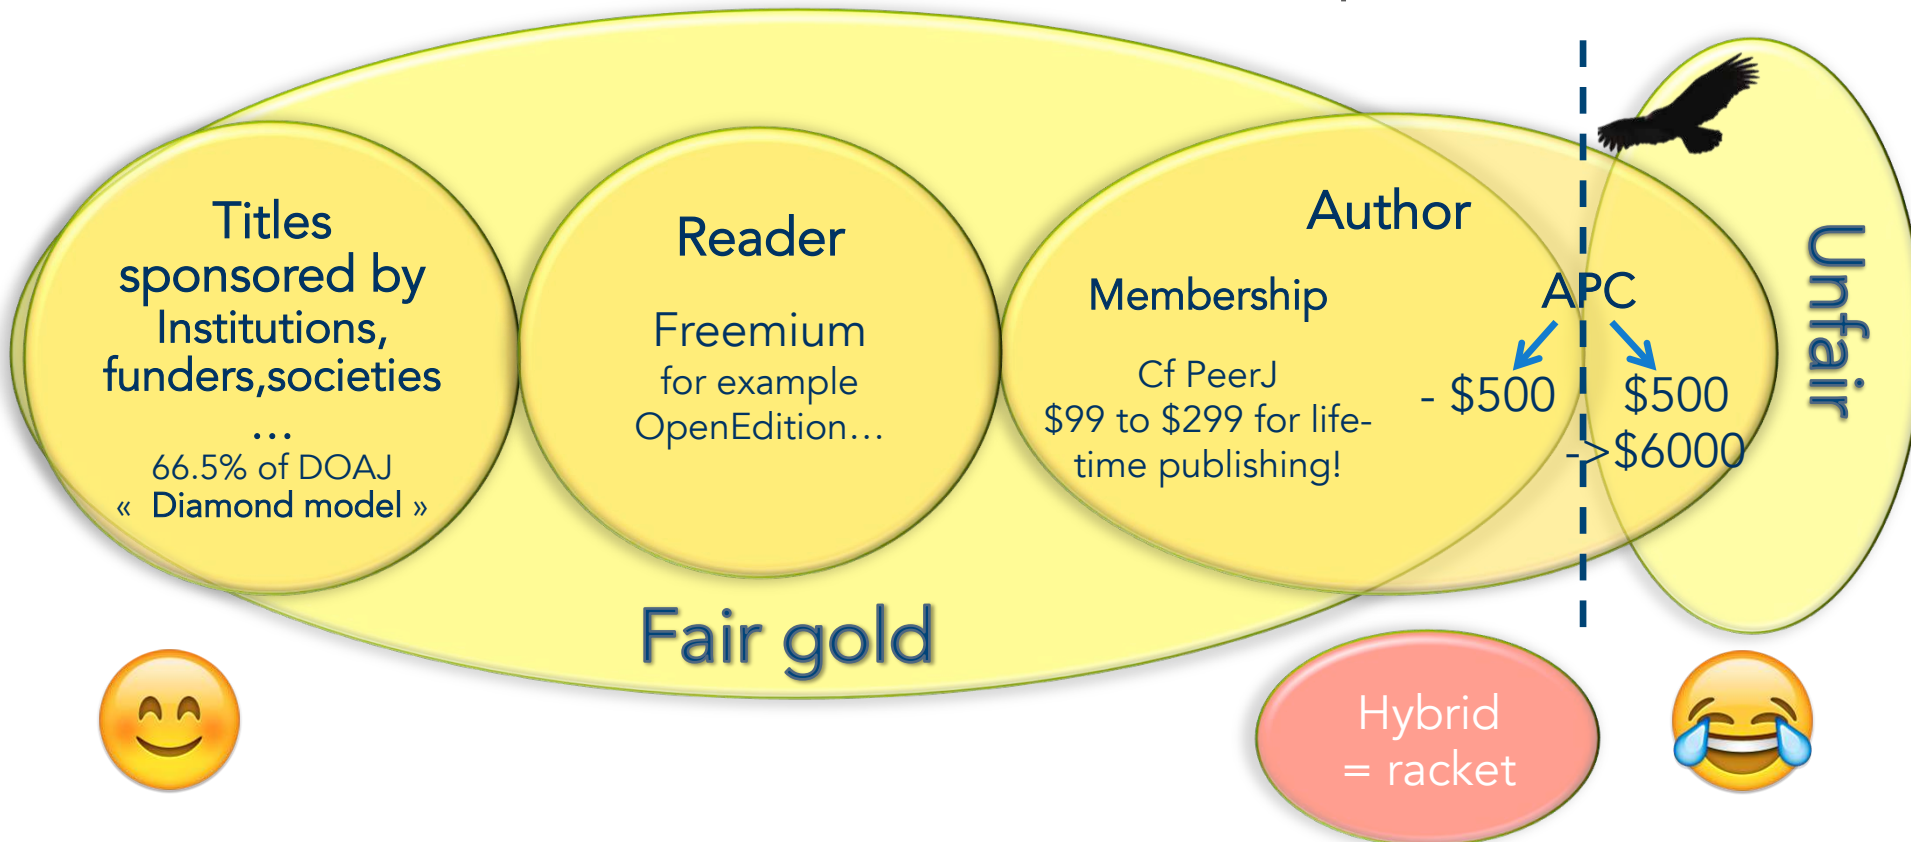 Titles
sponsored by
Institutions,
funders,societies
...
66.5% of DOAJ
« Diamond model »
Reader
Freemium
for example
OpenEdition...
Author
Membership
Cf PeerJ
$99 to $299 for life-
time publishing!
APC
- $500
$500
->$6000
Unfair
Fair gold
Hybrid
= racket